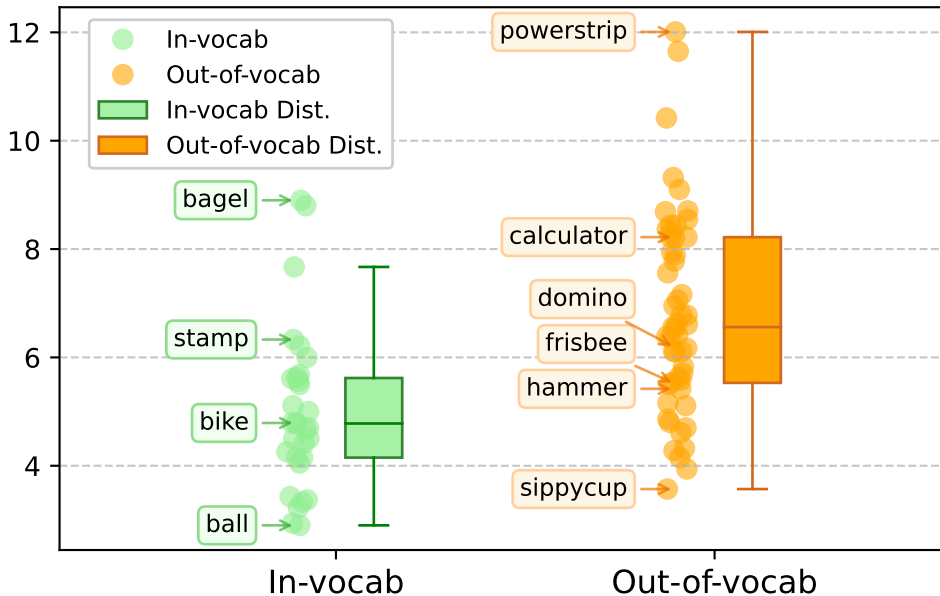 12
10
8
6
4
In-vocab
Out-of-vocab
In-vocab Dist.
Out-of-vocab Dist.
bagel
stamp
bike
ball
powerstrip
calculator
domino
frisbee
hammer
sippycup
In-vocab
Out-of-vocab